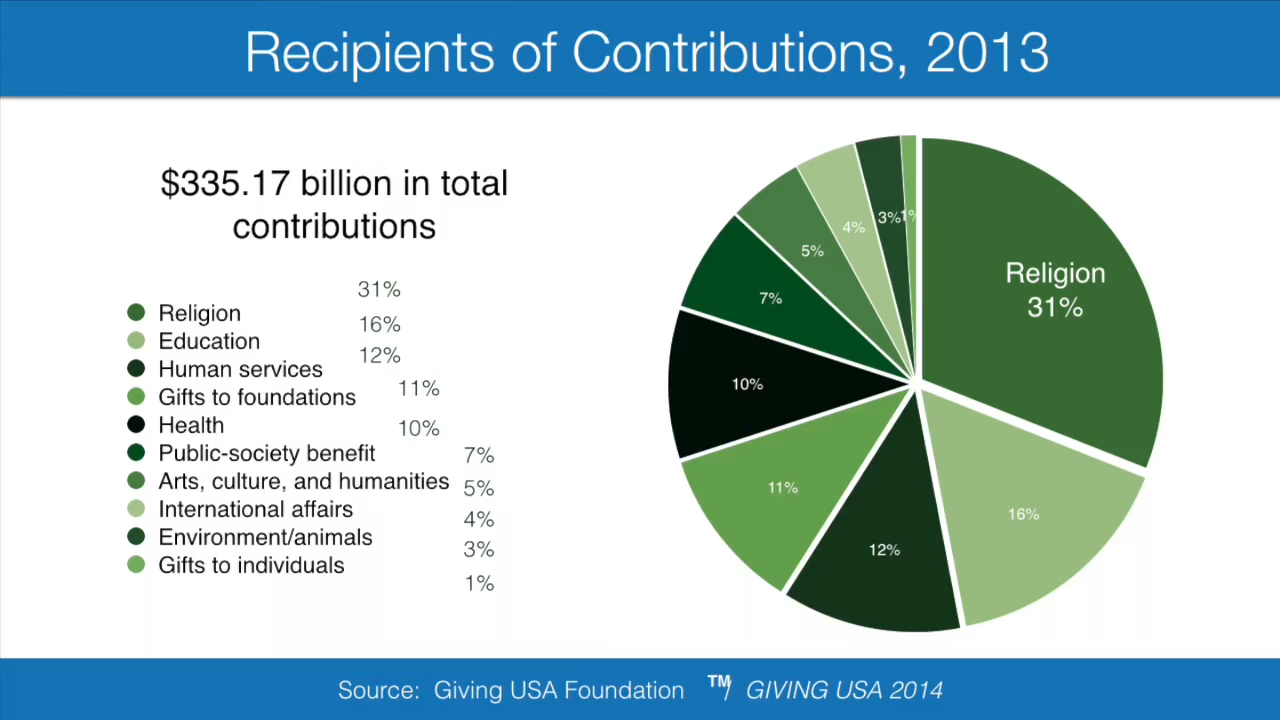 Recipients of Contributions, 2013
$335.17 billion in total
contributions
31%
Religion
16%
Education
12%
Human services
11%
Gifts to foundations
10%
Health
7%
Public-society benefit
5%
Arts, culture, and humanities
4%
International affairs
3%
Environment/animals
1%
Gifts to individuals
Religion
31%
16%
12%
11%
10%
7%
5%
4%
3%
1%
Source: Giving USA Foundation ™/ GIVING USA 2014